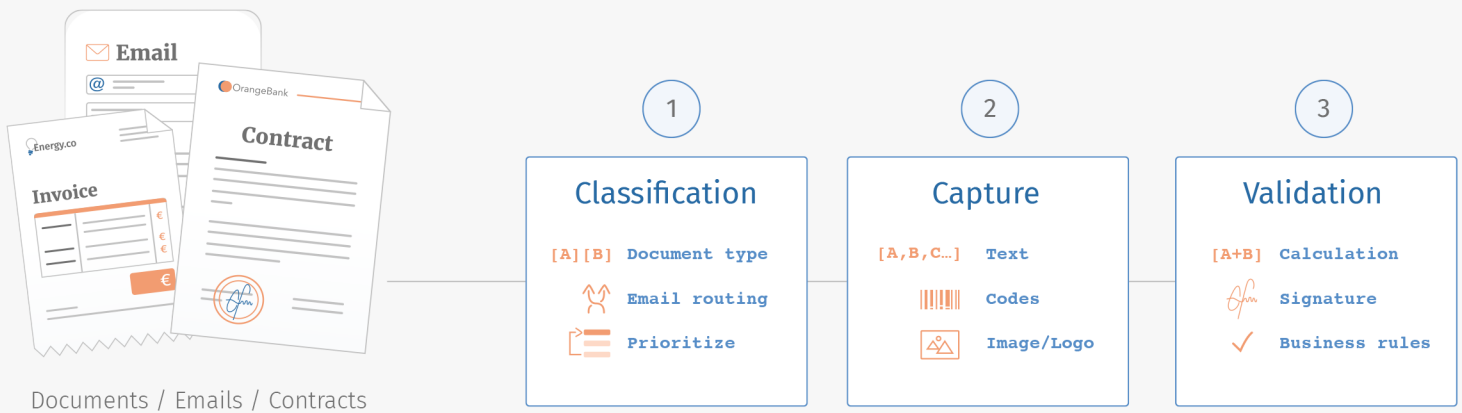 Email
@
OrangeBank
Contract
Energy.co
Invoice
€
€
€
€
Documents / Emails / Contracts
1
Classification
[A][B] Document type
Email routing
Prioritize
2
Capture
[A,B,C…] Text
Codes
Image/Logo
3
Validation
[A+B] Calculation
Signature
Business rules